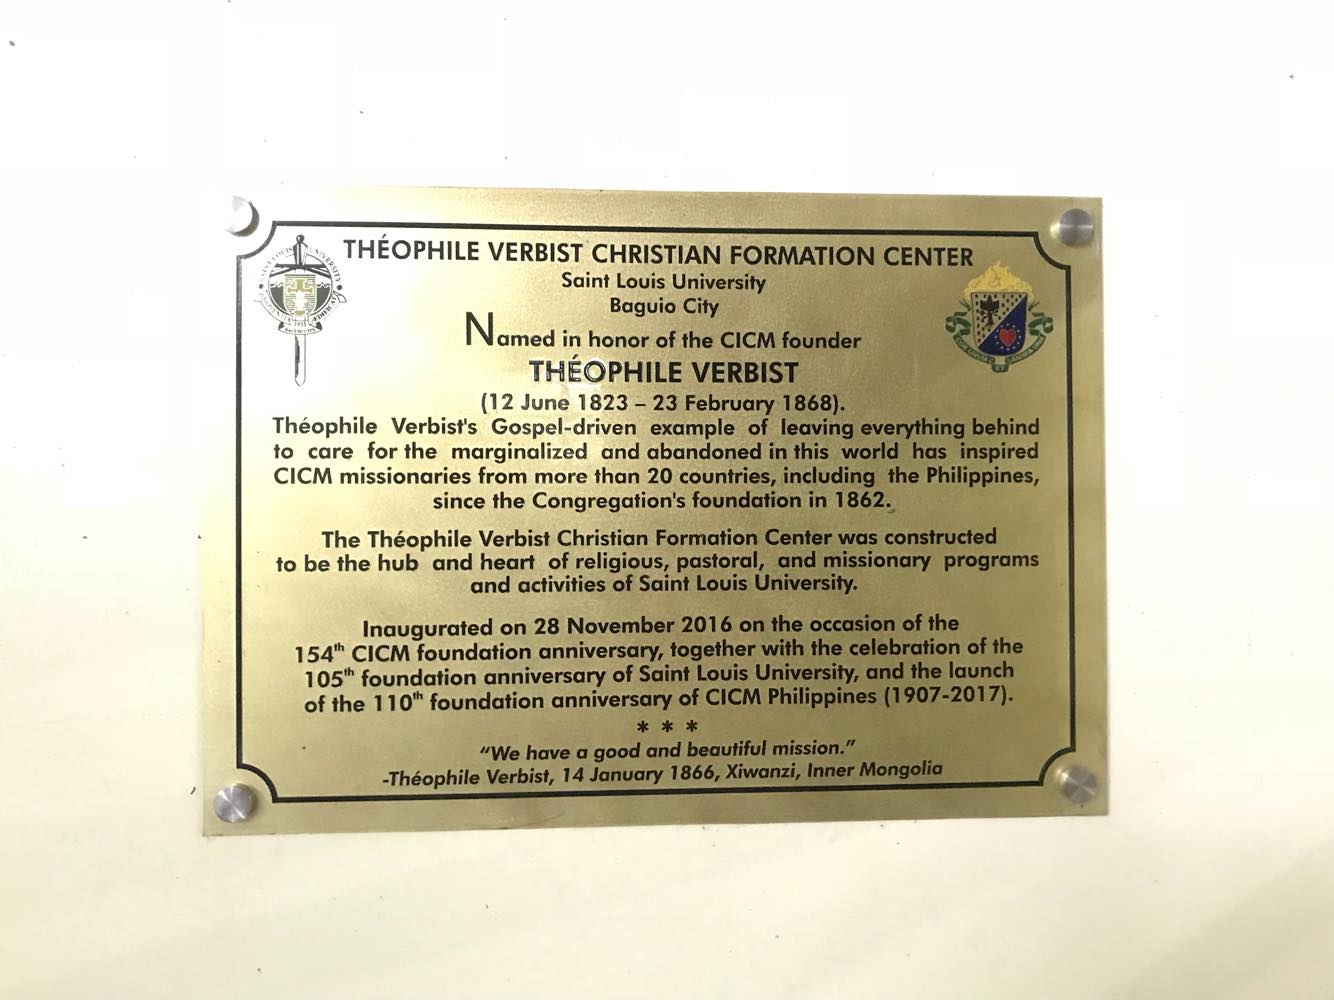 THÉOPHILE VERBIST CHRISTIAN FORMATION CENTER
Saint Louis University
Baguio City
Named in honor of the CICM founder
THÉOPHILE VERBIST
(12 June 1823 – 23 February 1868).
Théophile Verbist's Gospel-driven example of leaving everything behind
to care for the marginalized and abandoned in this world has inspired
CICM missionaries from more than 20 countries, including the Philippines,
since the Congregation's foundation in 1862.
The Théophile Verbist Christian Formation Center was constructed
to be the hub and heart of religious, pastoral, and missionary programs
and activities of Saint Louis University.
Inaugurated on 28 November 2016 on the occasion of the
154th CICM foundation anniversary, together with the celebration of the
105th foundation anniversary of Saint Louis University, and the launch
of the 110th foundation anniversary of CICM Philippines (1907-2017).
* * *
“We have a good and beautiful mission.”
-Théophile Verbist, 14 January 1866, Xiwanzi, Inner Mongolia